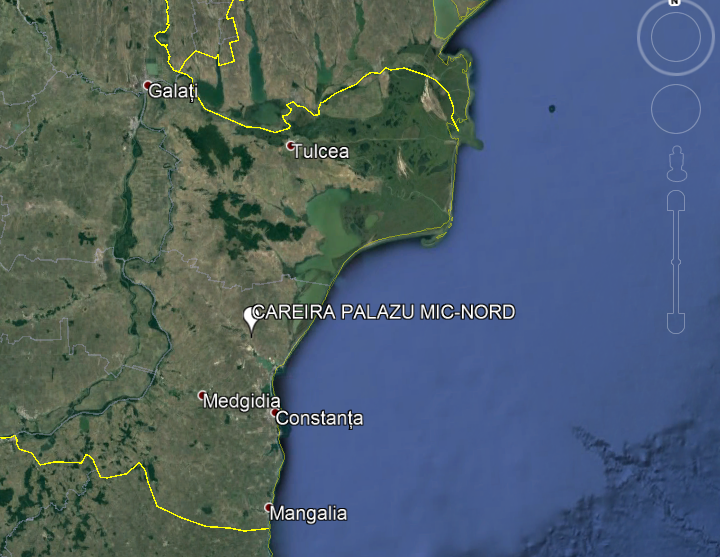 N
Galați
Tulcea
CAREIRA PALAZU MIC-NORD
Medgidia
Constanța
Mangalia